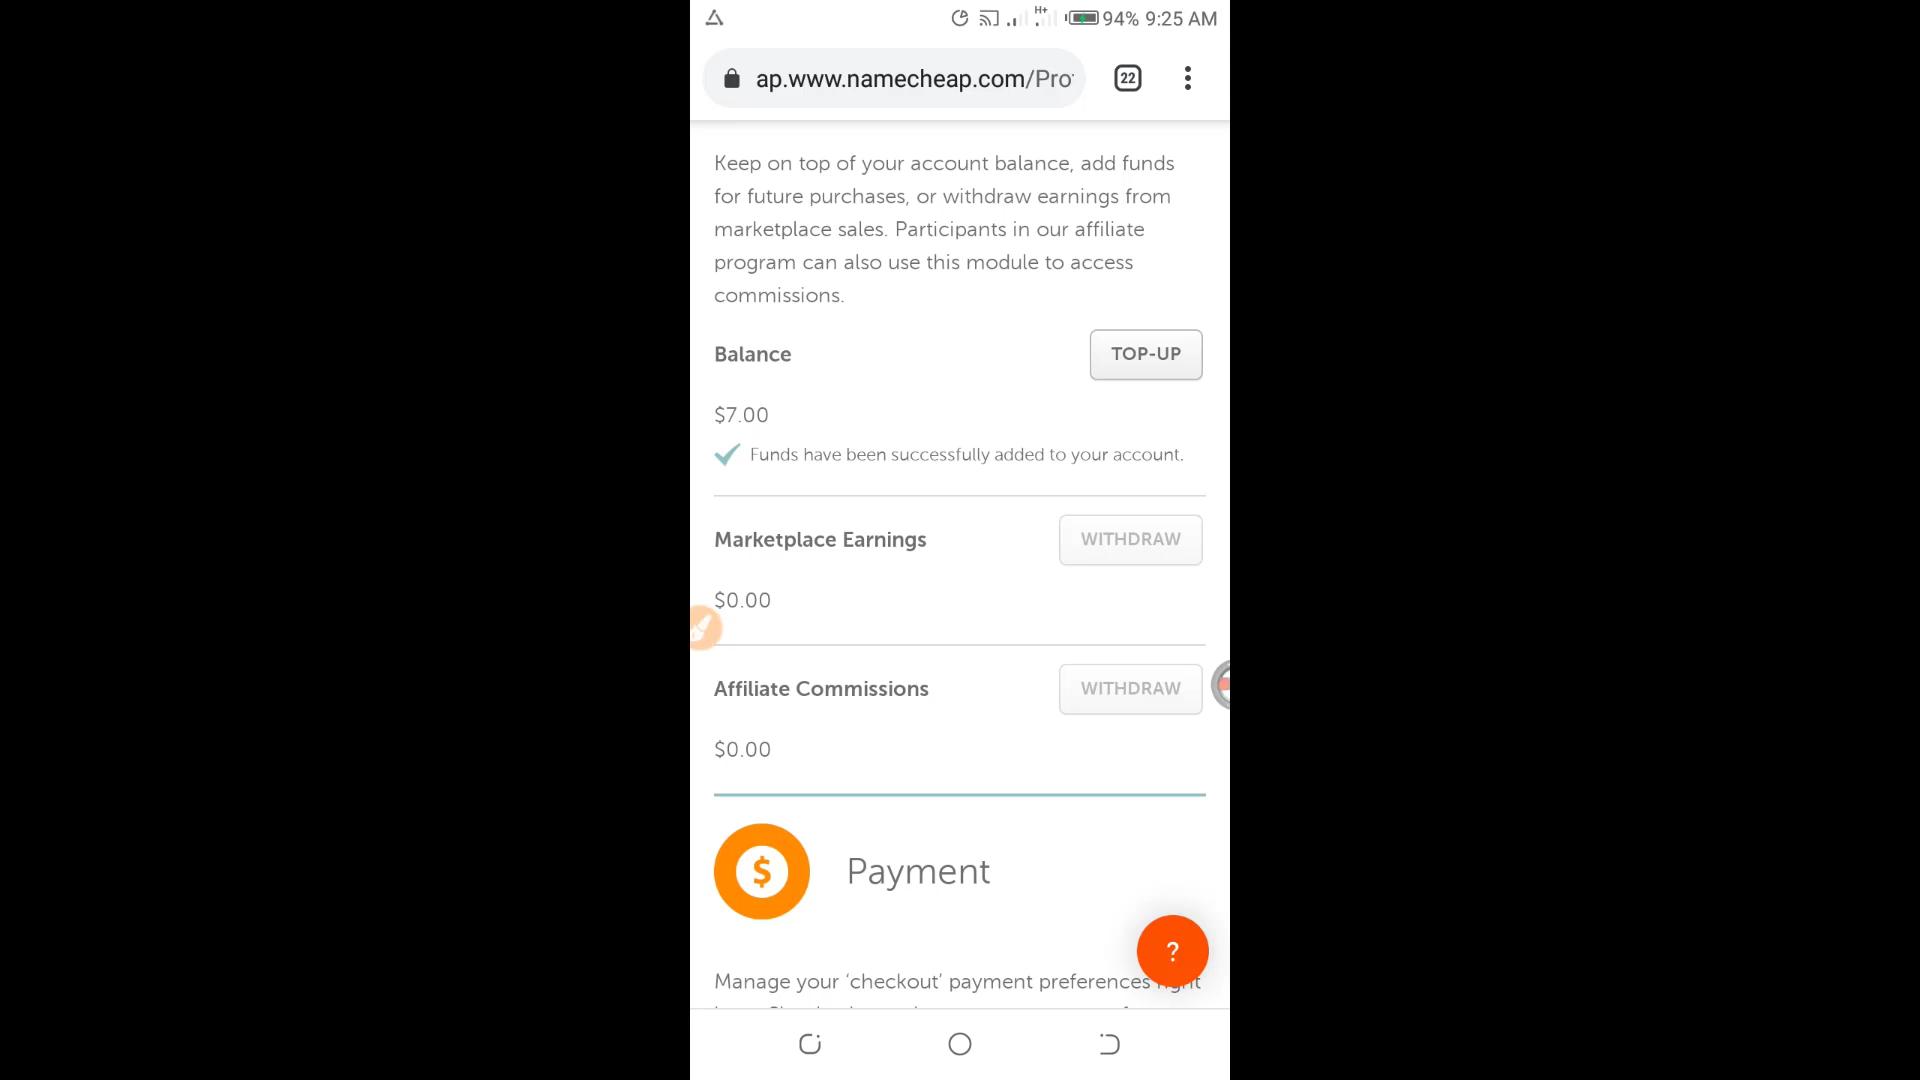 H+
94% 9:25 AM
ap.www.namecheap.com/Pro
22
Keep on top of your account balance, add funds
for future purchases, or withdraw earnings from
marketplace sales. Participants in our affiliate
program can also use this module to access
commissions.
Balance
TOP-UP
$7.00
Funds have been successfully added to your account.
Marketplace Earnings
WITHDRAW
$0.00
Affiliate Commissions
WITHDRAW
$0.00
$
Payment
?
Manage your ‘checkout’ payment preferences right